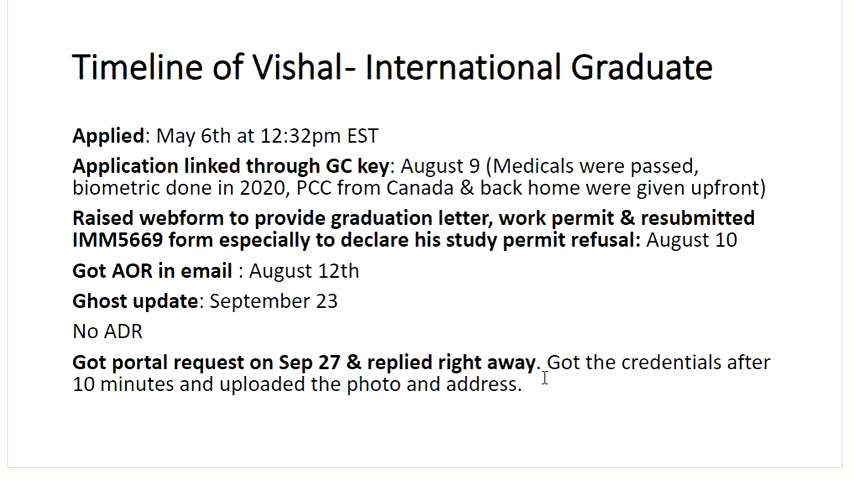 Timeline of Vishal- International Graduate
Applied: May 6th at 12:32pm EST
Application linked through GC key: August 9 (Medicals were passed,
biometric done in 2020, PCC from Canada & back home were given upfront)
Raised webform to provide graduation letter, work permit & resubmitted
IMM5669 form especially to declare his study permit refusal: August 10
Got AOR in email : August 12th
Ghost update: September 23
No ADR
Got portal request on Sep 27 & replied right away. Got the credentials after
10 minutes and uploaded the photo and address.